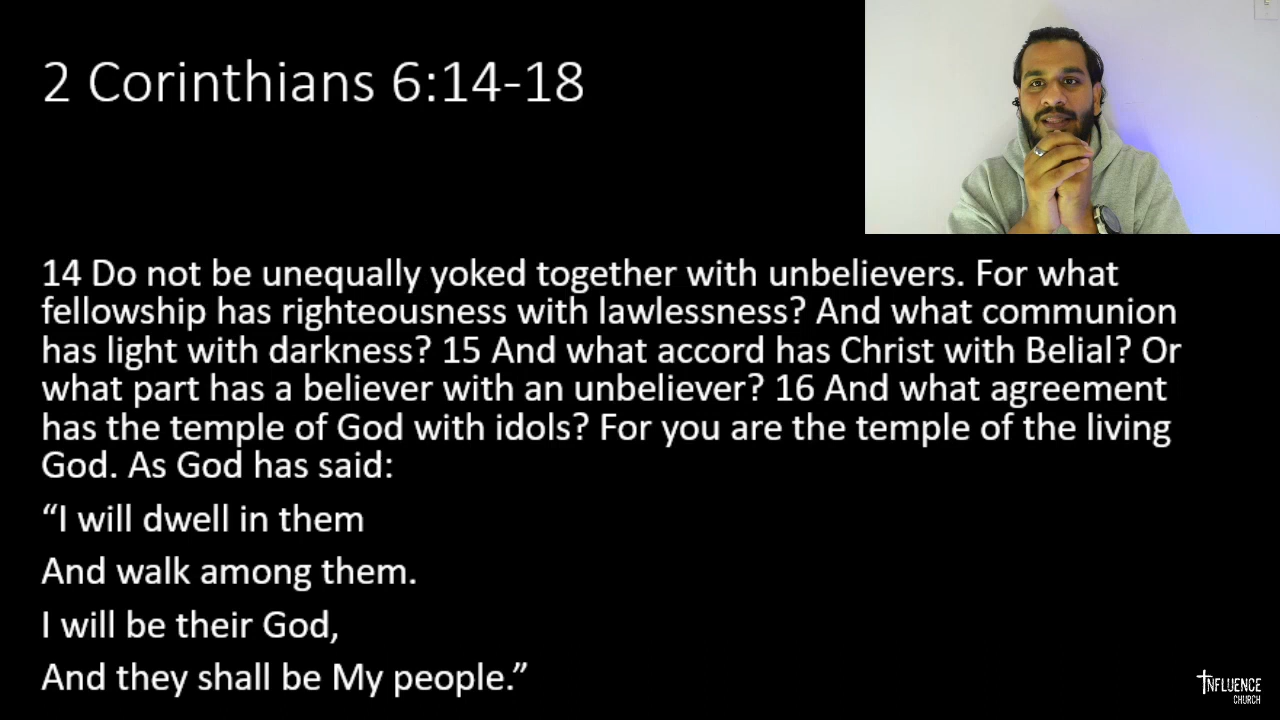 2 Corinthians 6:14-18
14 Do not be unequally yoked together with unbelievers. For what
fellowship has righteousness with lawlessness? And what communion
has light with darkness? 15 And what accord has Christ with Belial? Or
what part has a believer with an unbeliever? 16 And what agreement
has the temple of God with idols? For you are the temple of the living
God. As God has said:
“I will dwell in them
And walk among them.
I will be their God,
And they shall be My people.”
INFLUENCE
CHURCH